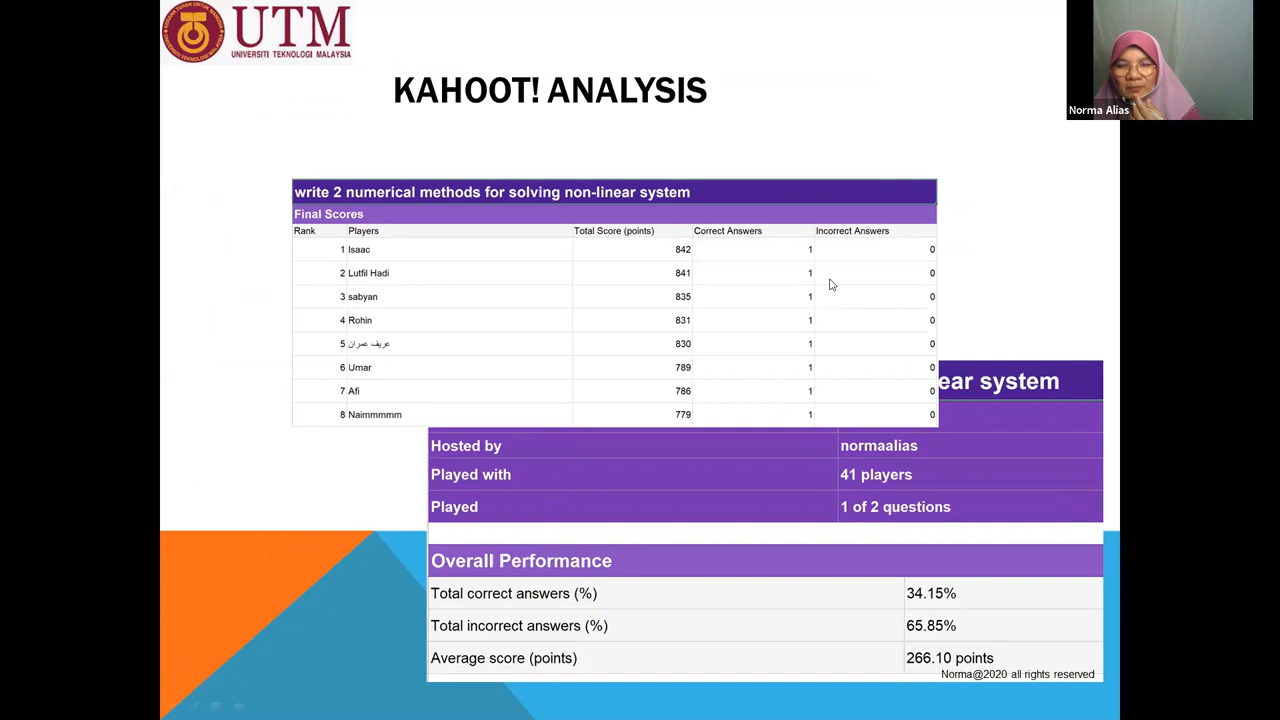 UTM
UNIVERSITI TEKNOLOGI MALAYSIA
Norma Alias
KAHOOT! ANALYSIS
write 2 numerical methods for solving non-linear system
Final Scores
Rank Players Total Score (points) Correct Answers Incorrect Answers
1 Isaac 842 1 0
2 Lutfil Hadi 841 1 0
3 sabyan 835 1 0
4 Rohin 831 1 0
5 عريف عمران 830 1 0
6 Umar 789 1 0
7 Afi 786 1 0
8 Naimmmmm 779 1 0
ear system
Hosted by normaalias
Played with 41 players
Played 1 of 2 questions
Overall Performance
Total correct answers (%) 34.15%
Total incorrect answers (%) 65.85%
Average score (points) 266.10 points
Norma@2020 all rights reserved